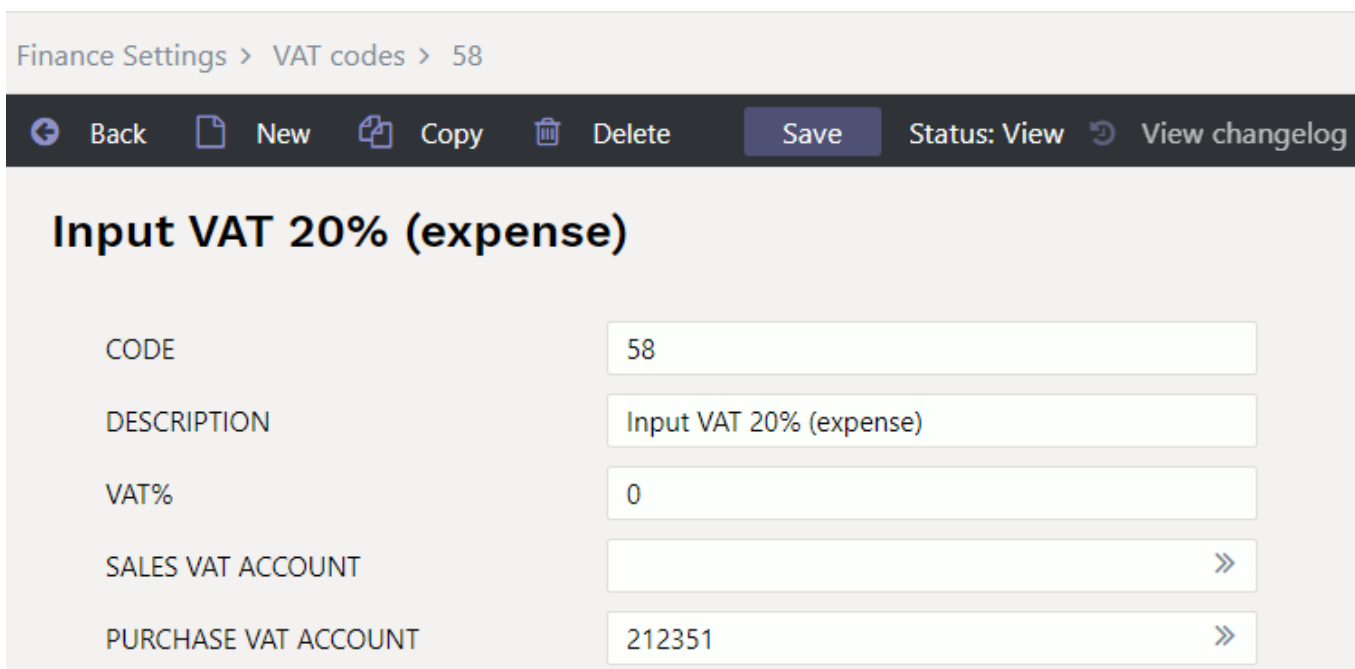 Finance Settings > VAT codes > 58
Back New Copy Delete Save Status: View View changelog
Input VAT 20% (expense)
CODE 58
DESCRIPTION Input VAT 20% (expense)
VAT% 0
SALES VAT ACCOUNT »
PURCHASE VAT ACCOUNT 212351 »